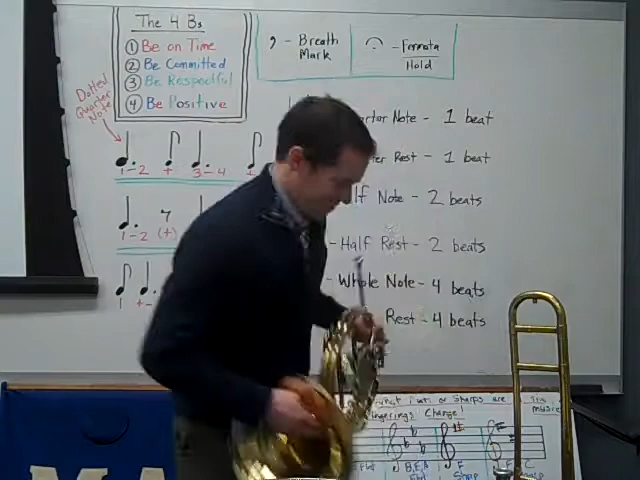 The 4 Bs
① Be on Time
② Be Committed
③ Be Respectful
④ Be Positive
, - Breath
Mark
- Fermata
Hold
Dotted
Quarter
Note
Note - 1 beat
Rest - 1 beat
Note - 2 beats
- Half Rest - 2 beats
- Whole Note - 4 beats
Rest - 4 beats
1-2 + 3-4
1-2 (+)
1 +-
Fingerings Change!
music